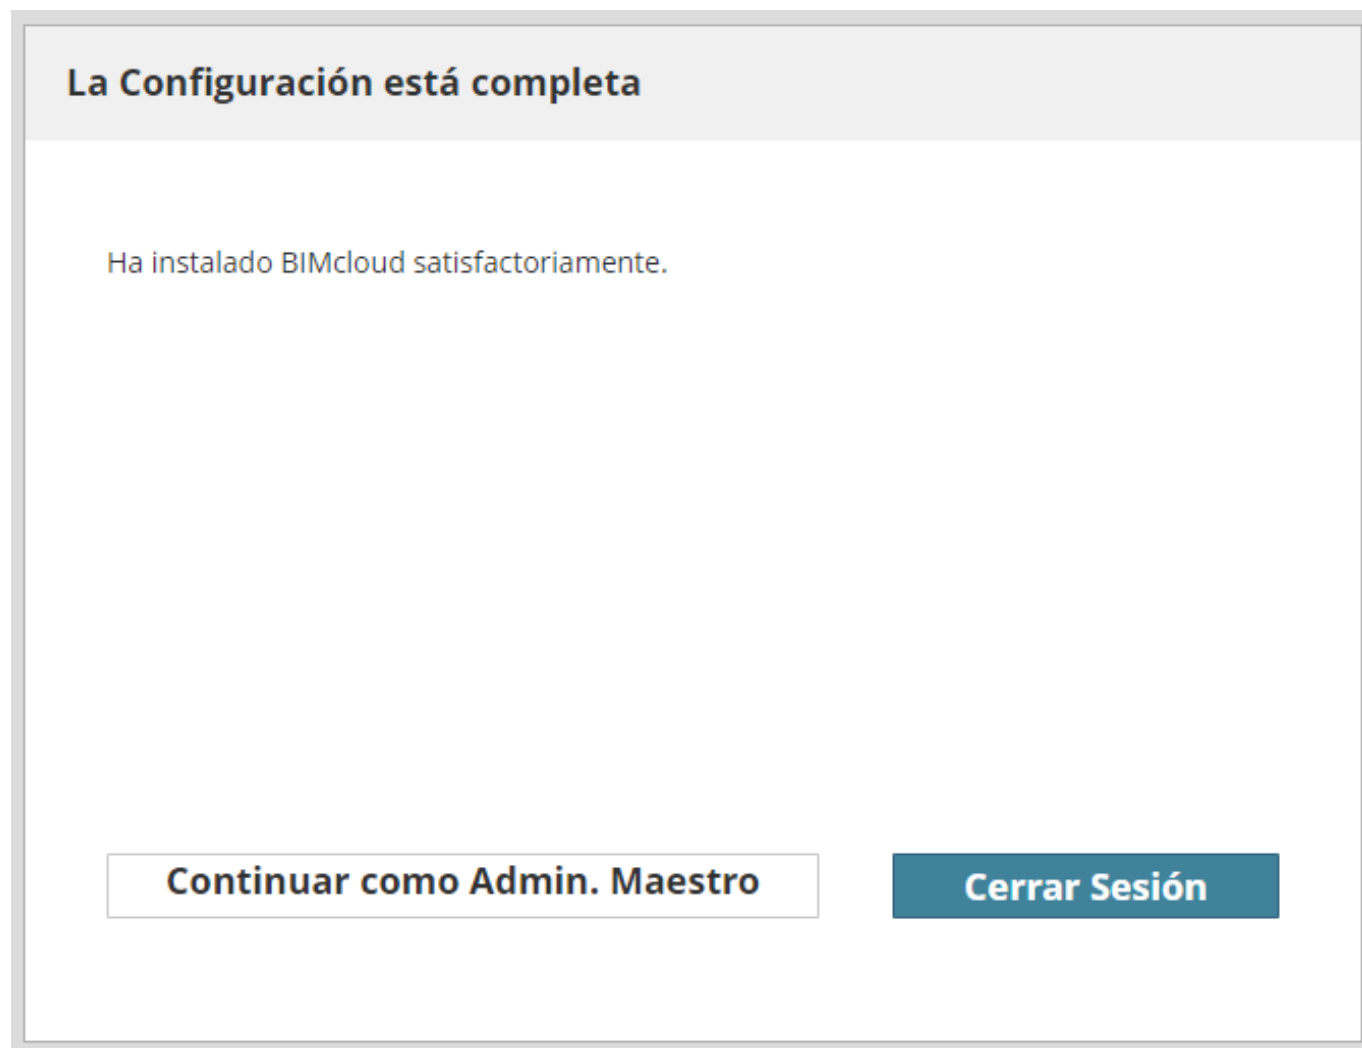 La Configuración está completa
Ha instalado BIMcloud satisfactoriamente.
Continuar como Admin. Maestro
Cerrar Sesión